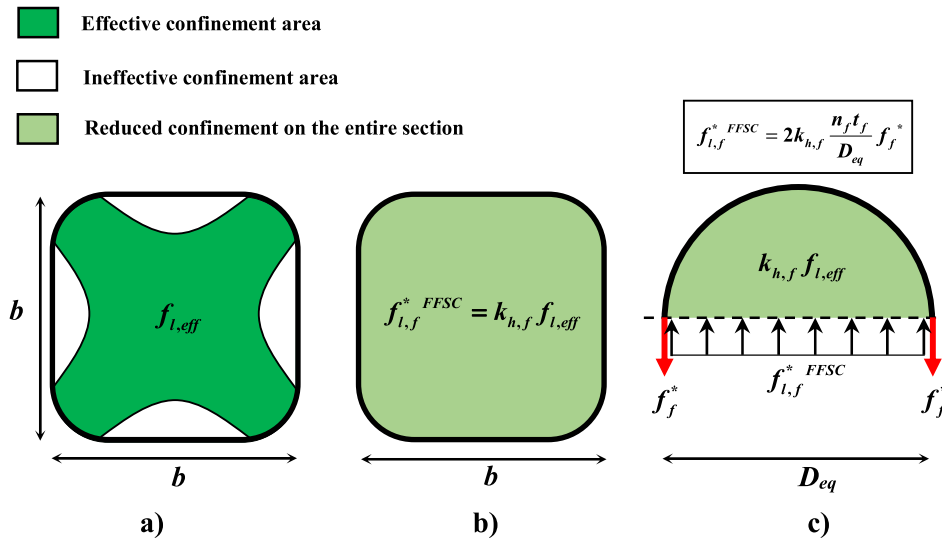 Effective confinement area
Ineffective confinement area
Reduced confinement on the entire section
f*l,f FFSC = 2kh,f nf tf / Deq ff*
b
fl,eff
f*l,f FFSC = kh,f fl,eff
kh,f fl,eff
f*f
f*l,f FFSC
f*f
b
b
Deq
a)
b)
c)